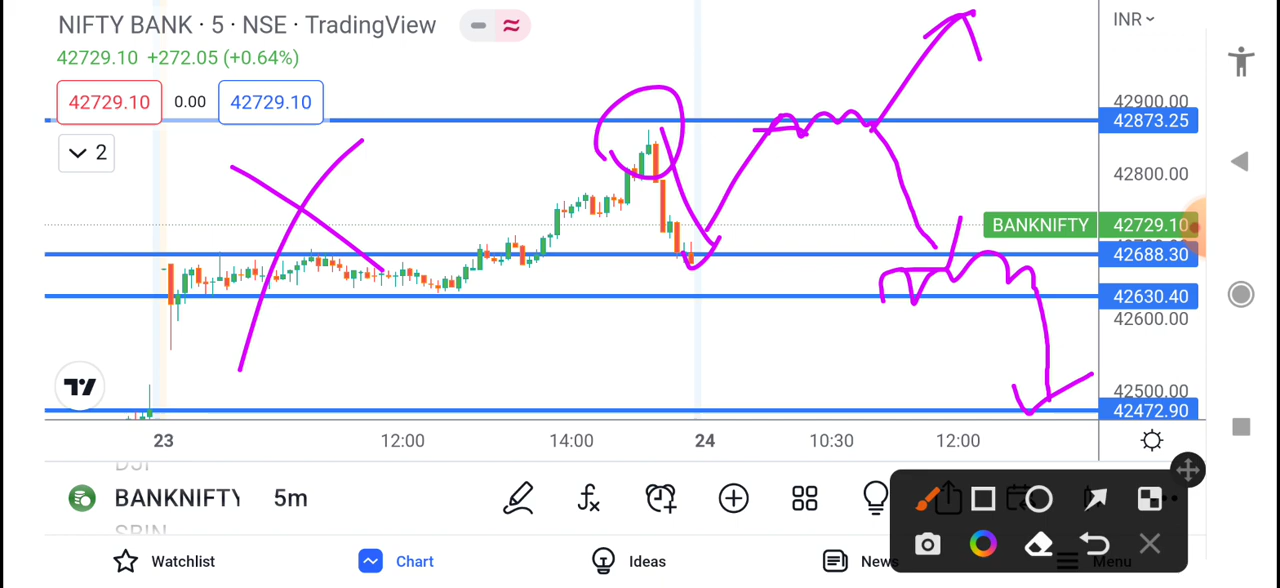 NIFTY BANK · 5 · NSE · TradingView
INR
42729.10 +272.05 (+0.64%)
42729.10 0.00 42729.10
42900.00
42873.25
2
42800.00
BANKNIFTY 42729.10
42688.30
42630.40
42600.00
42500.00
42472.90
23 12:00 14:00 24 10:30 12:00
BANKNIFTY 5m
Watchlist Chart Ideas News Menu